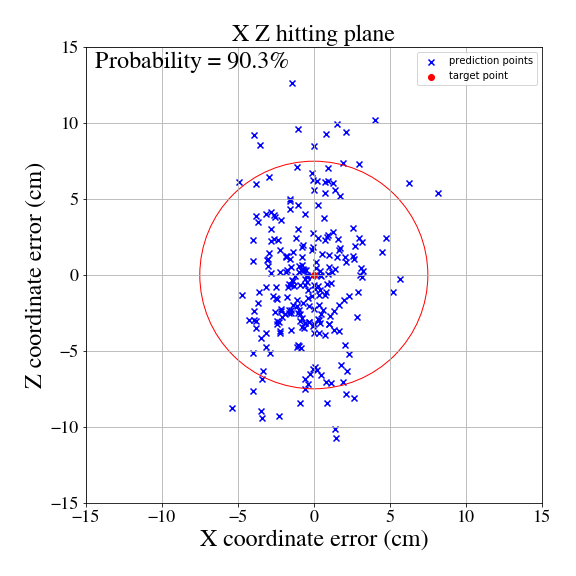 X Z hitting plane
Probability = 90.3%
prediction points
target point
15
10
5
0
−5
−10
−15
Z coordinate error (cm)
−15
−10
−5
0
5
10
15
X coordinate error (cm)